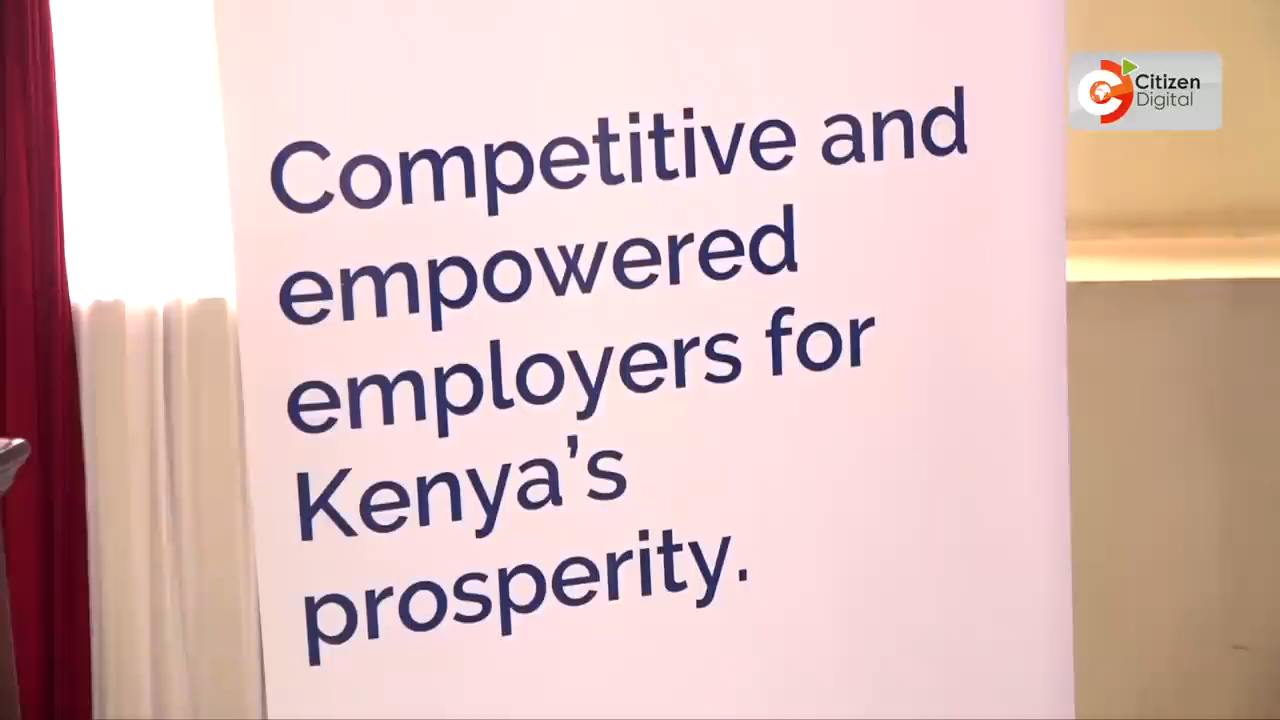 Competitive and
empowered
employers for
Kenya's
prosperity.
Citizen
Digital